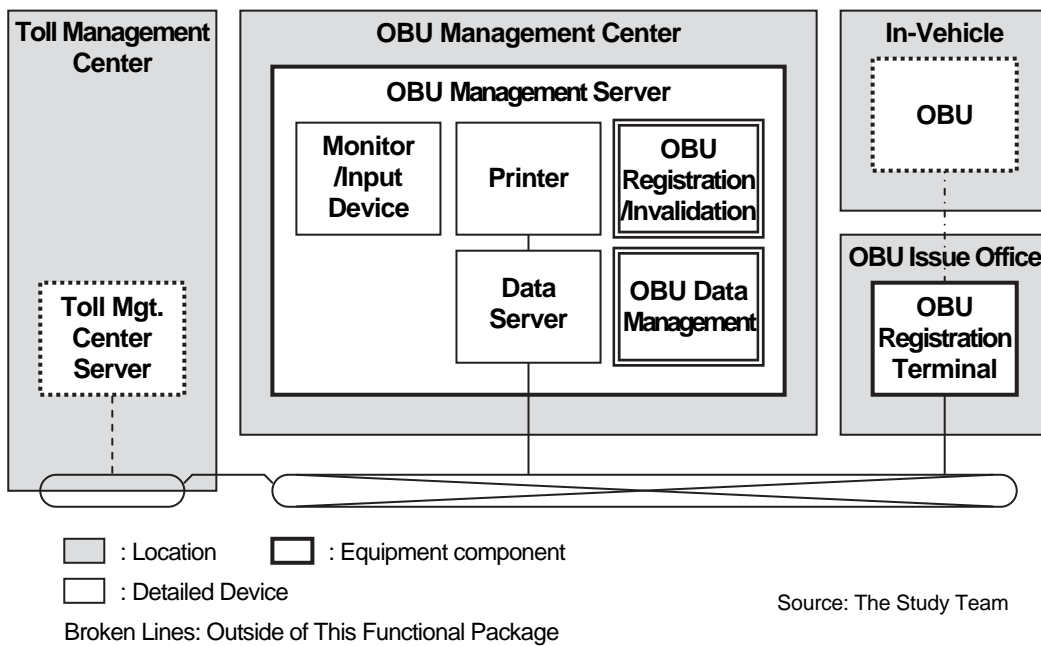 Toll Management
Center
OBU Management Center
In-Vehicle
OBU Management Server
OBU
Monitor
/Input
Device
Printer
OBU
Registration
/Invalidation
OBU Issue Office
Toll Mgt.
Center
Server
Data
Server
OBU Data
Management
OBU
Registration
Terminal
: Location
: Equipment component
: Detailed Device
Source: The Study Team
Broken Lines: Outside of This Functional Package